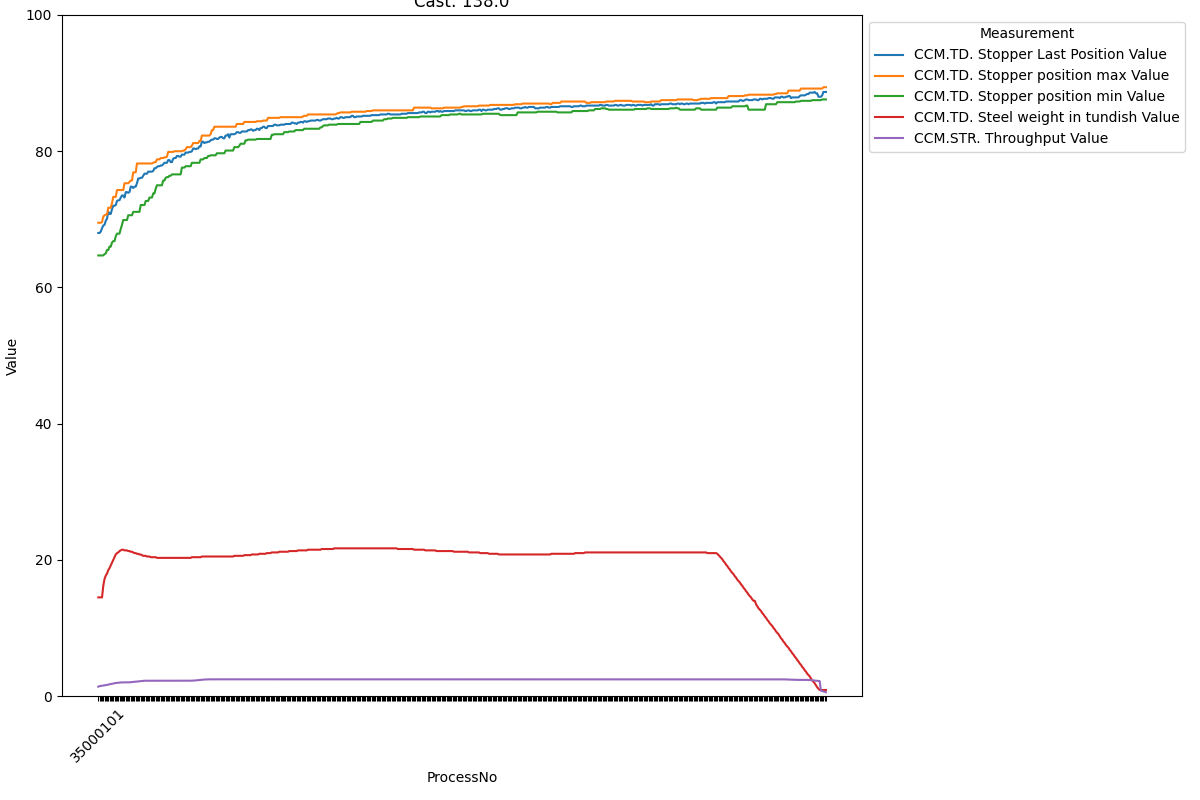 Cast: 138.0
100
80
60
40
20
0
Value
35000101
ProcessNo
Measurement
CCM.TD. Stopper Last Position Value
CCM.TD. Stopper position max Value
CCM.TD. Stopper position min Value
CCM.TD. Steel weight in tundish Value
CCM.STR. Throughput Value